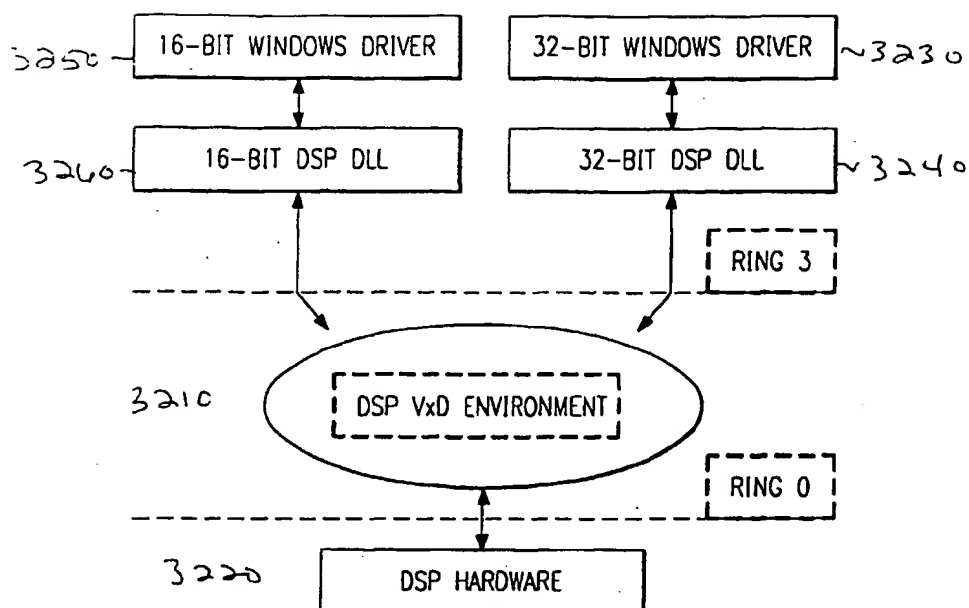 3250 16-BIT WINDOWS DRIVER 32-BIT WINDOWS DRIVER 3230
3260 16-BIT DSP DLL 32-BIT DSP DLL 3240
RING 3
3210 DSP VxD ENVIRONMENT
RING 0
3220 DSP HARDWARE